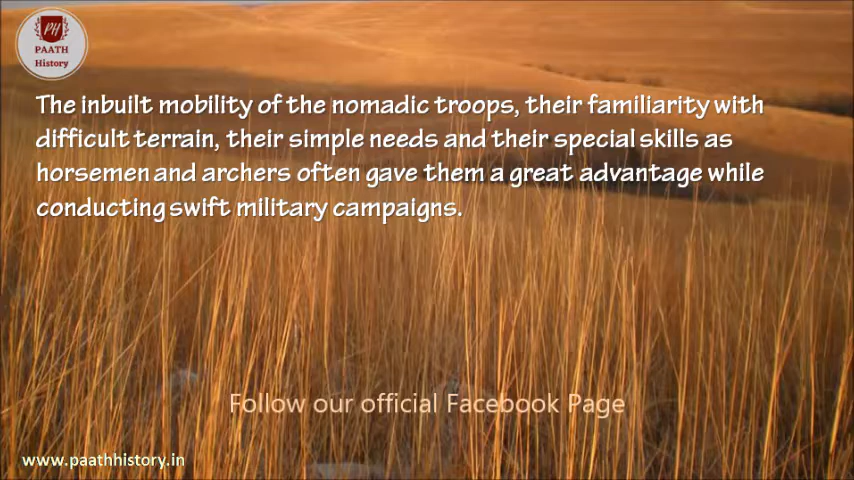 PH
PAATH
History
The inbuilt mobility of the nomadic troops, their familiarity with
difficult terrain, their simple needs and their special skills as
horsemen and archers often gave them a great advantage while
conducting swift military campaigns.
Follow our official Facebook Page
www.paathhistory.in